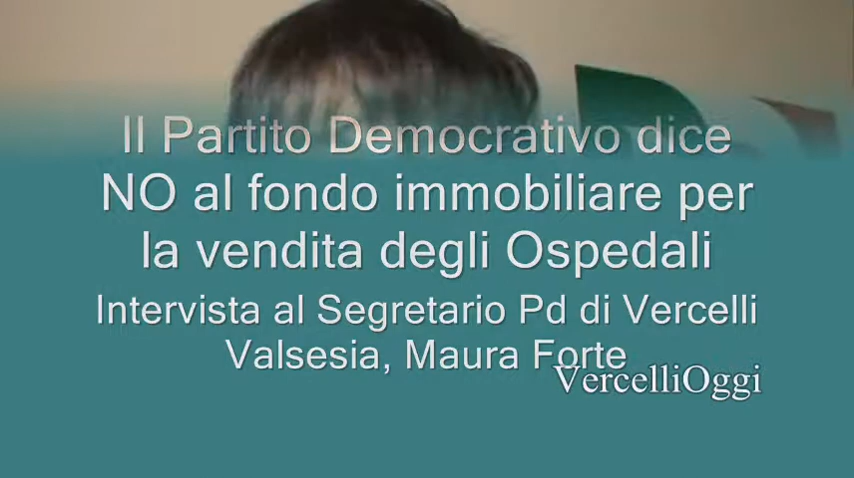 Il Partito Democrativo dice
NO al fondo immobiliare per
la vendita degli Ospedali
Intervista al Segretario Pd di Vercelli
Valsesia, Maura Forte
VercelliOggi